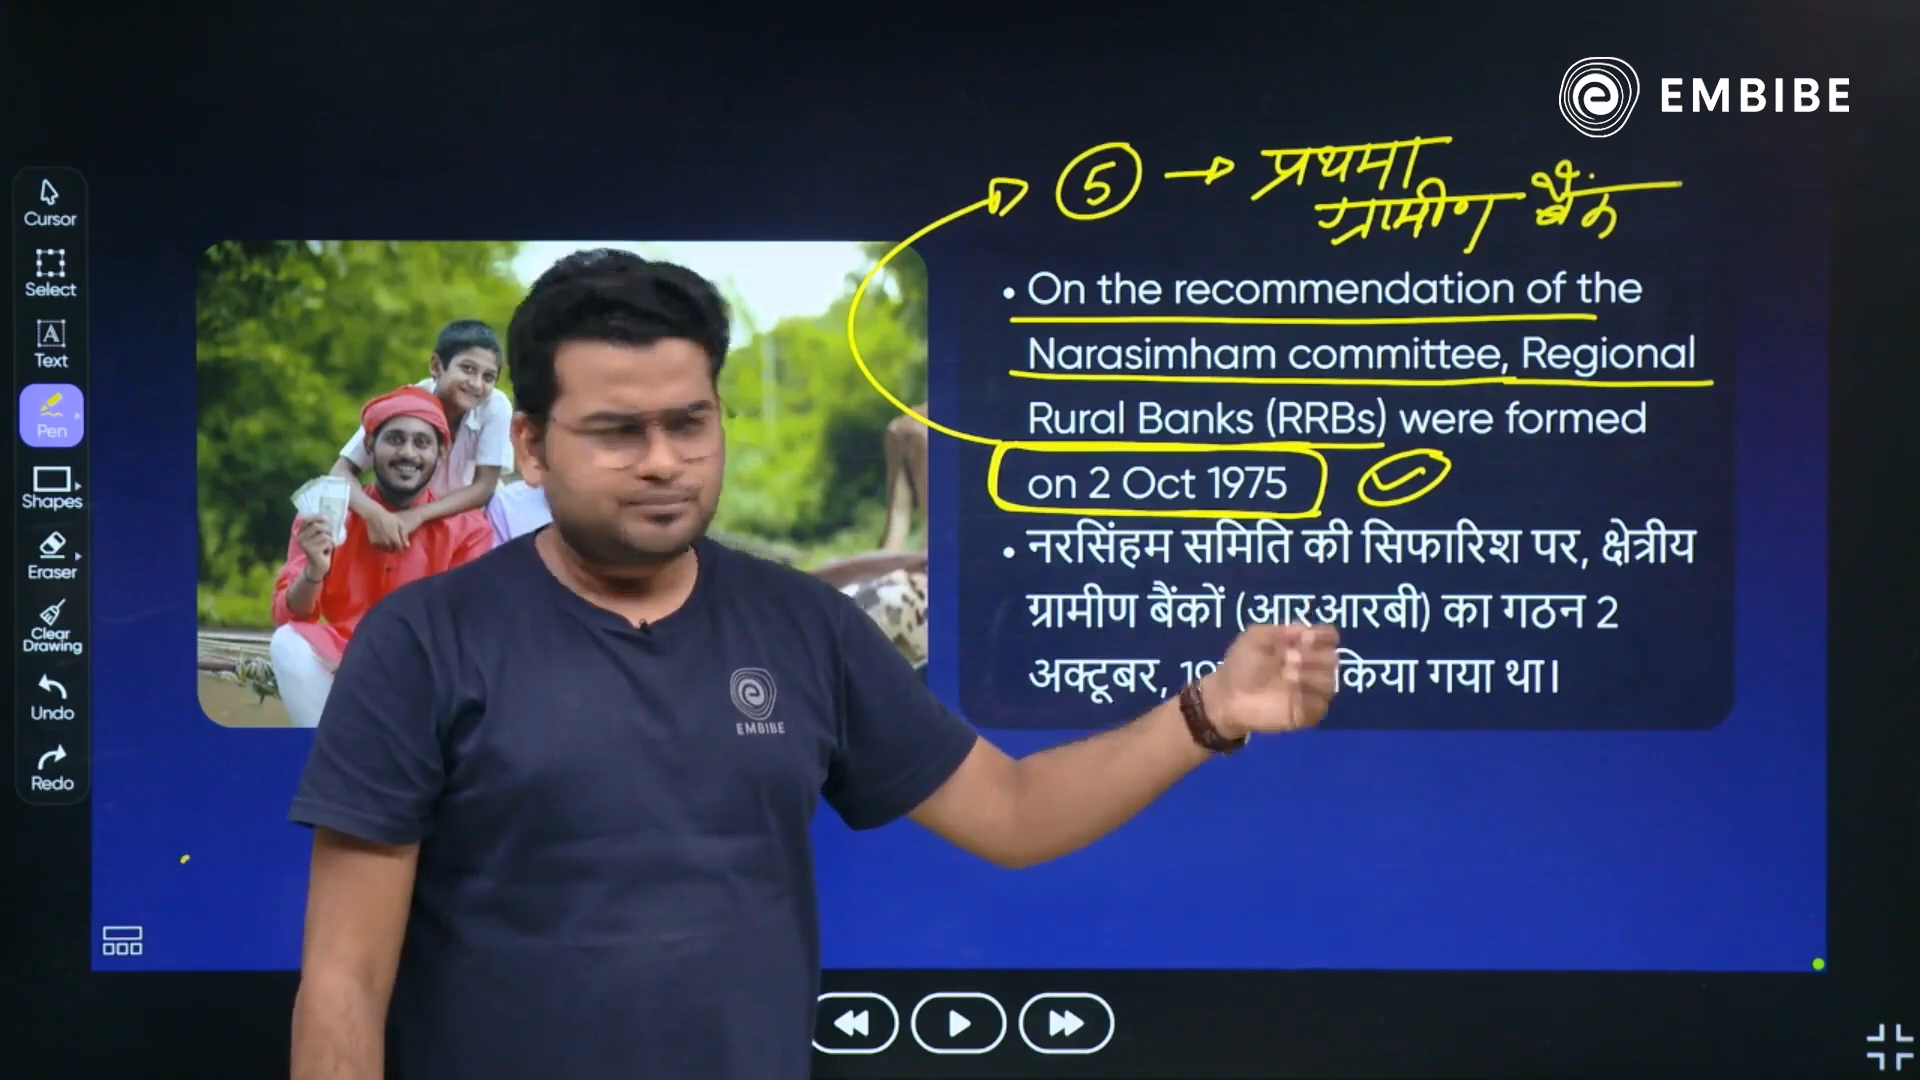 EMBIBE
5 → प्रथमा
ग्रामीण बैंक
• On the recommendation of the
Narasimham committee, Regional
Rural Banks (RRBs) were formed
on 2 Oct 1975
• नरसिंहम समिति की सिफारिश पर, क्षेत्रीय
ग्रामीण बैंकों (आरआरबी) का गठन 2
अक्टूबर, किया गया था।
Cursor
Select
Text
Pen
Shapes
Eraser
Clear
Drawing
Undo
Redo
EMBIBE